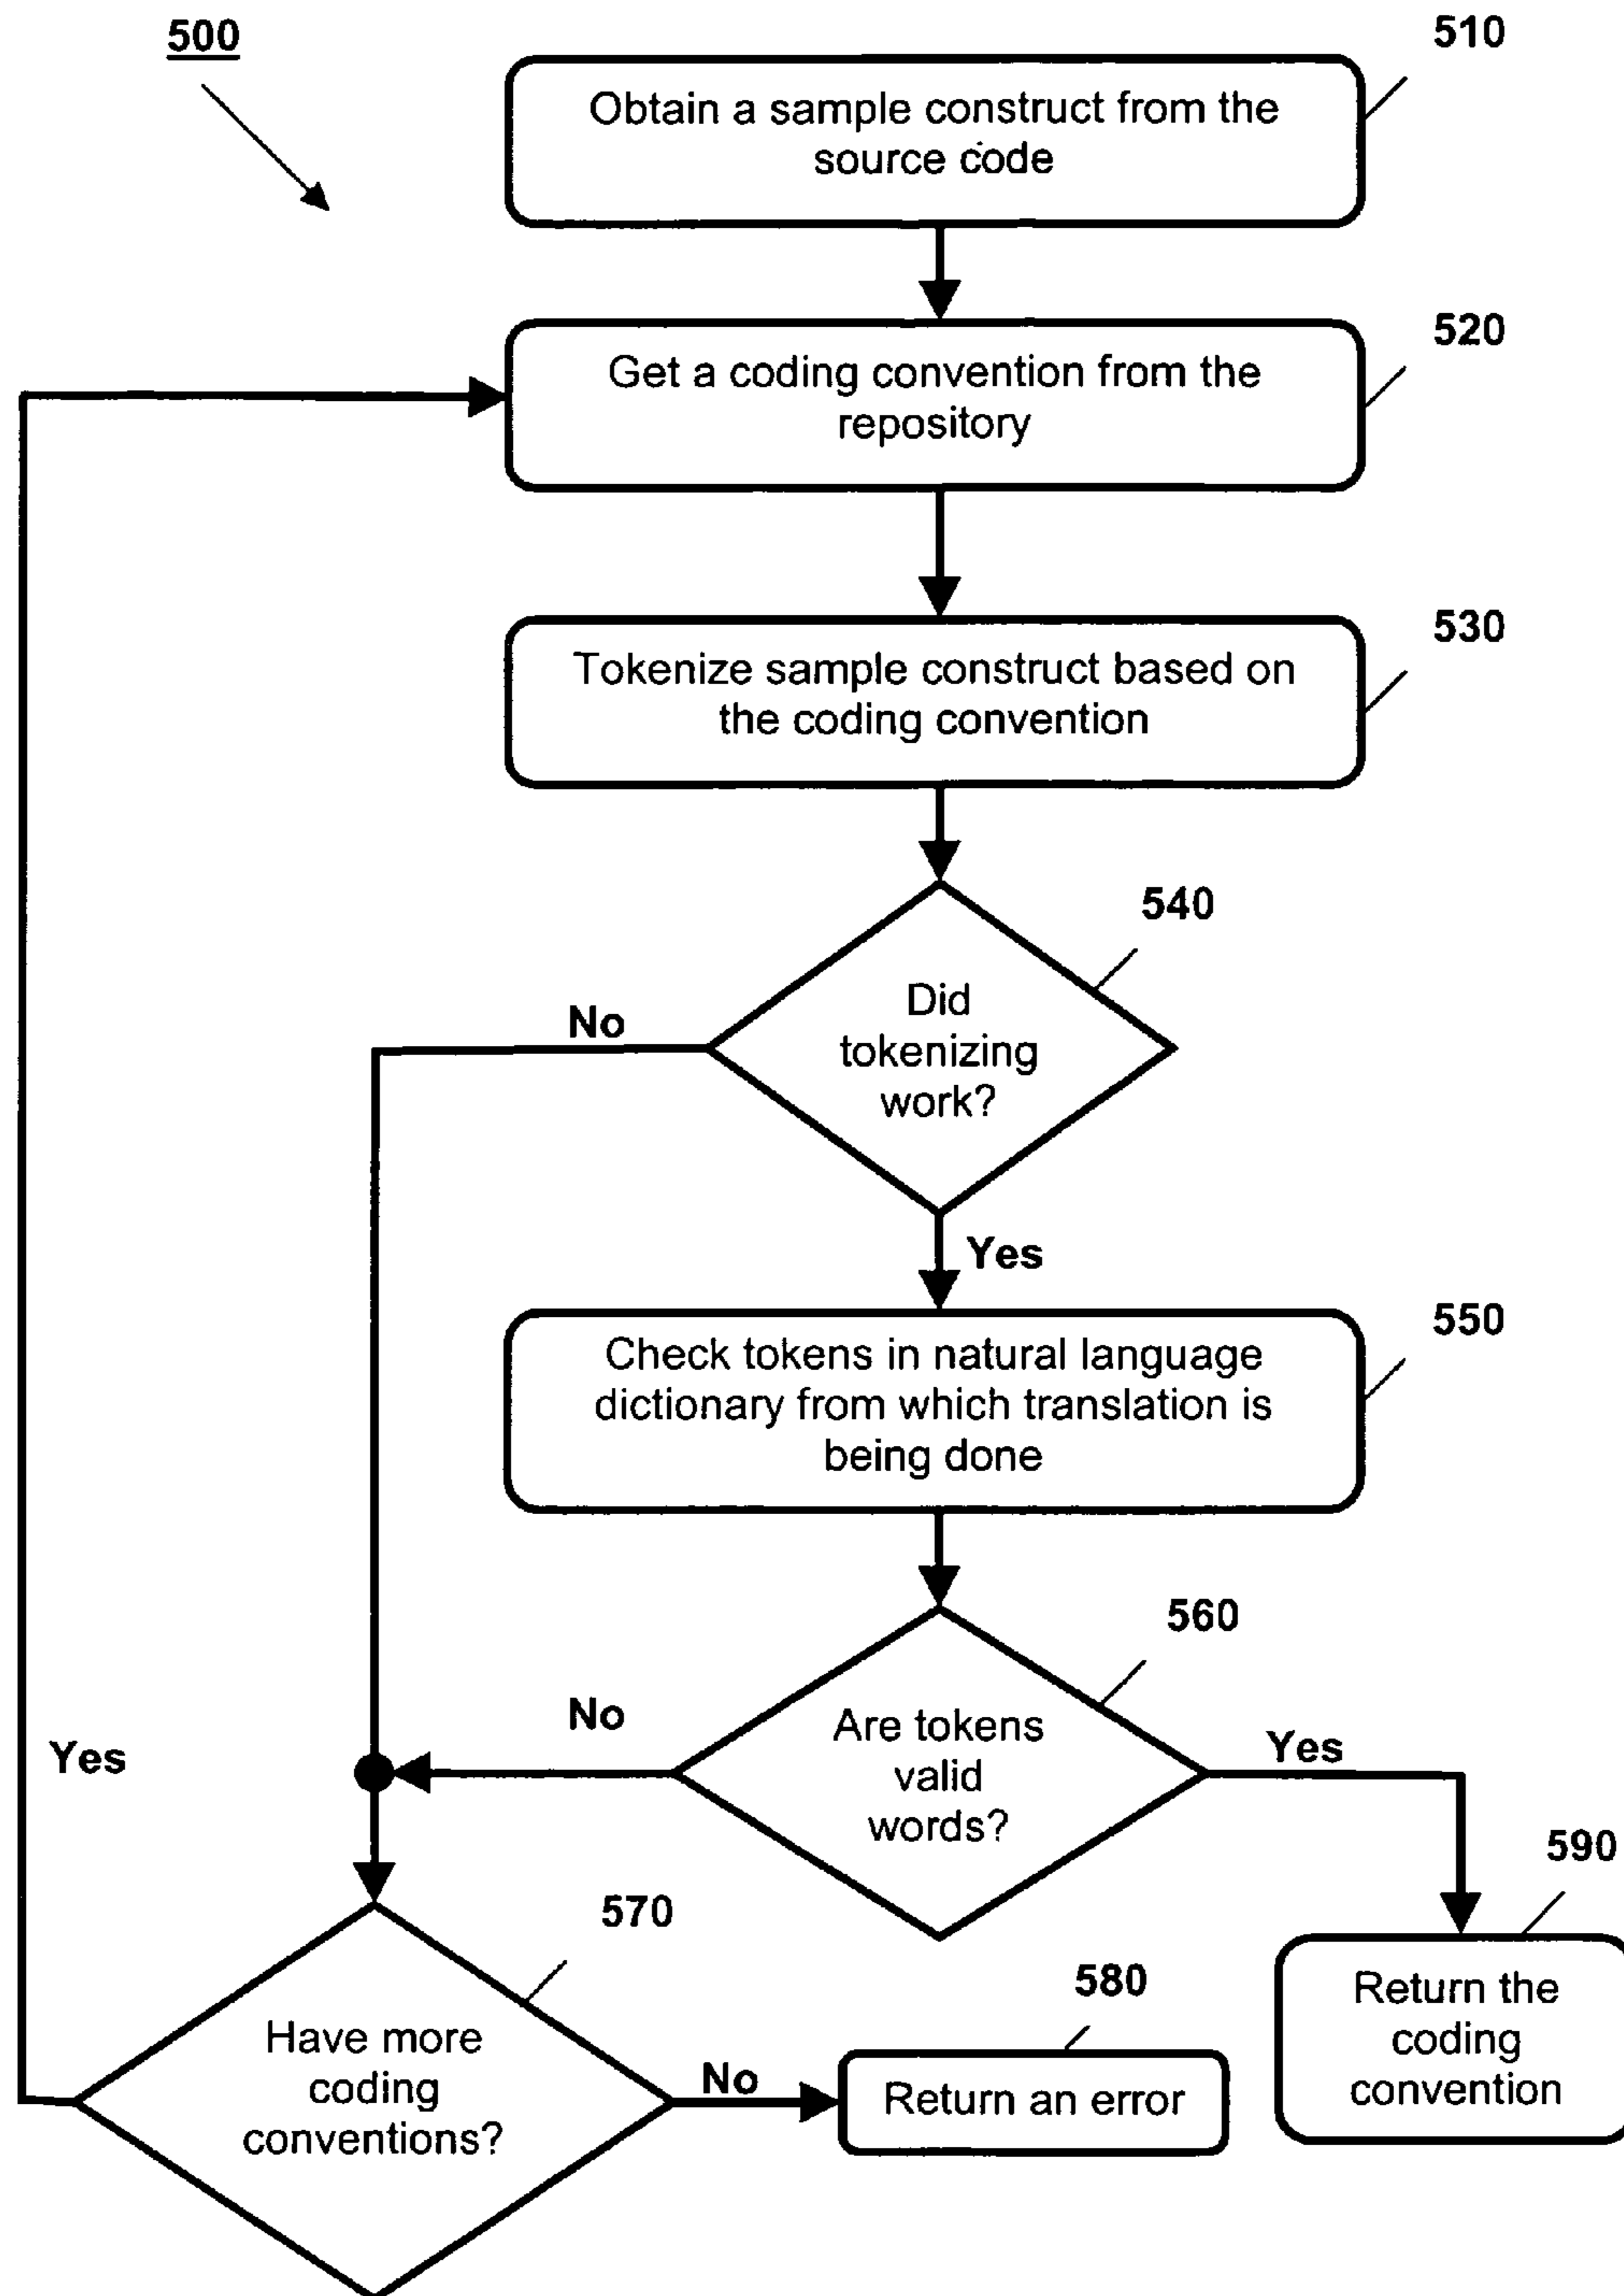 500
510
Obtain a sample construct from the
source code
520
Get a coding convention from the
repository
530
Tokenize sample construct based on
the coding convention
540
Did
tokenizing
work?
No
Yes
550
Check tokens in natural language
dictionary from which translation is
being done
560
Are tokens
valid
words?
No
Yes
Yes
590
Return the
coding
convention
570
Have more
coding
conventions?
No
580
Return an error